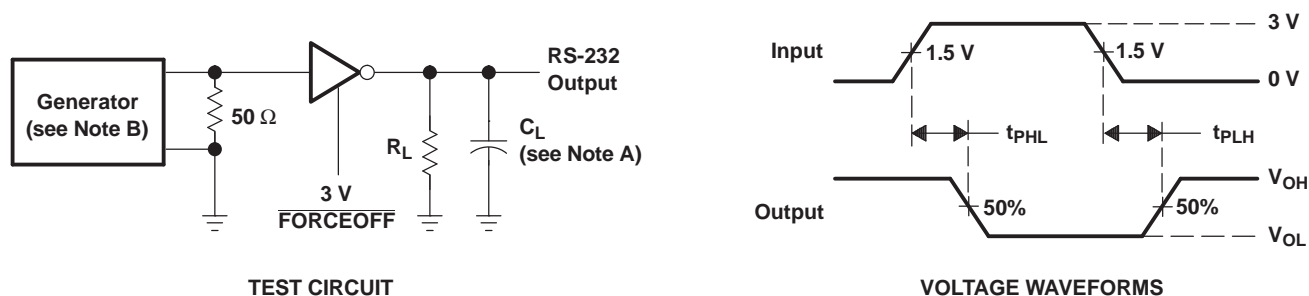 Generator
(see Note B)
50 Ω
3 V
FORCEOFF
RL
CL
(see Note A)
RS-232
Output
TEST CIRCUIT
Input
1.5 V
1.5 V
3 V
0 V
tPHL
tPLH
Output
50%
50%
VOH
VOL
VOLTAGE WAVEFORMS